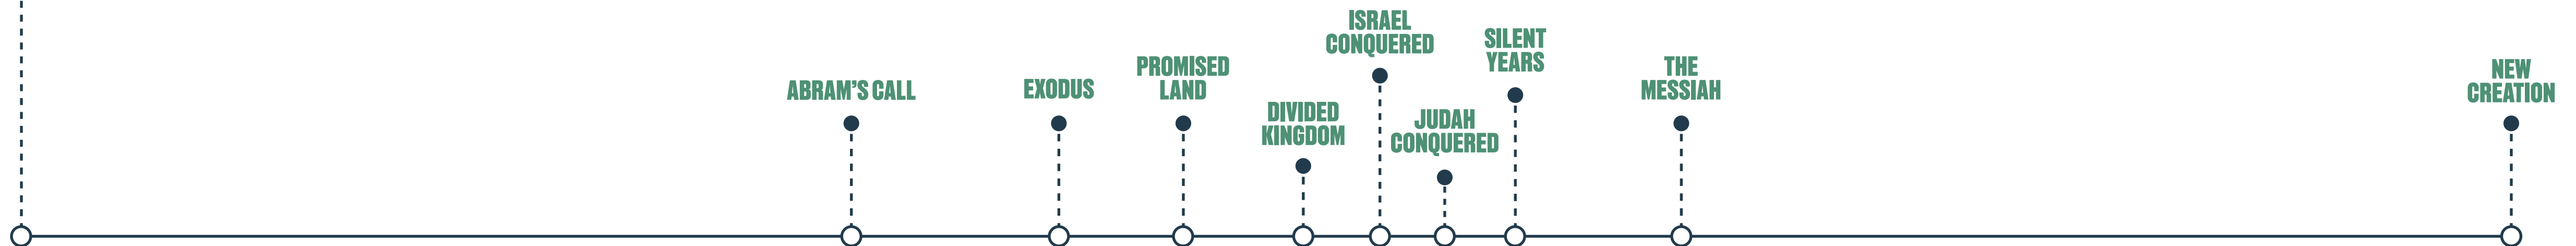 ABRAM'S CALL
EXODUS
PROMISED
LAND
DIVIDED
KINGDOM
ISRAEL
CONQUERED
JUDAH
CONQUERED
SILENT
YEARS
THE
MESSIAH
NEW
CREATION